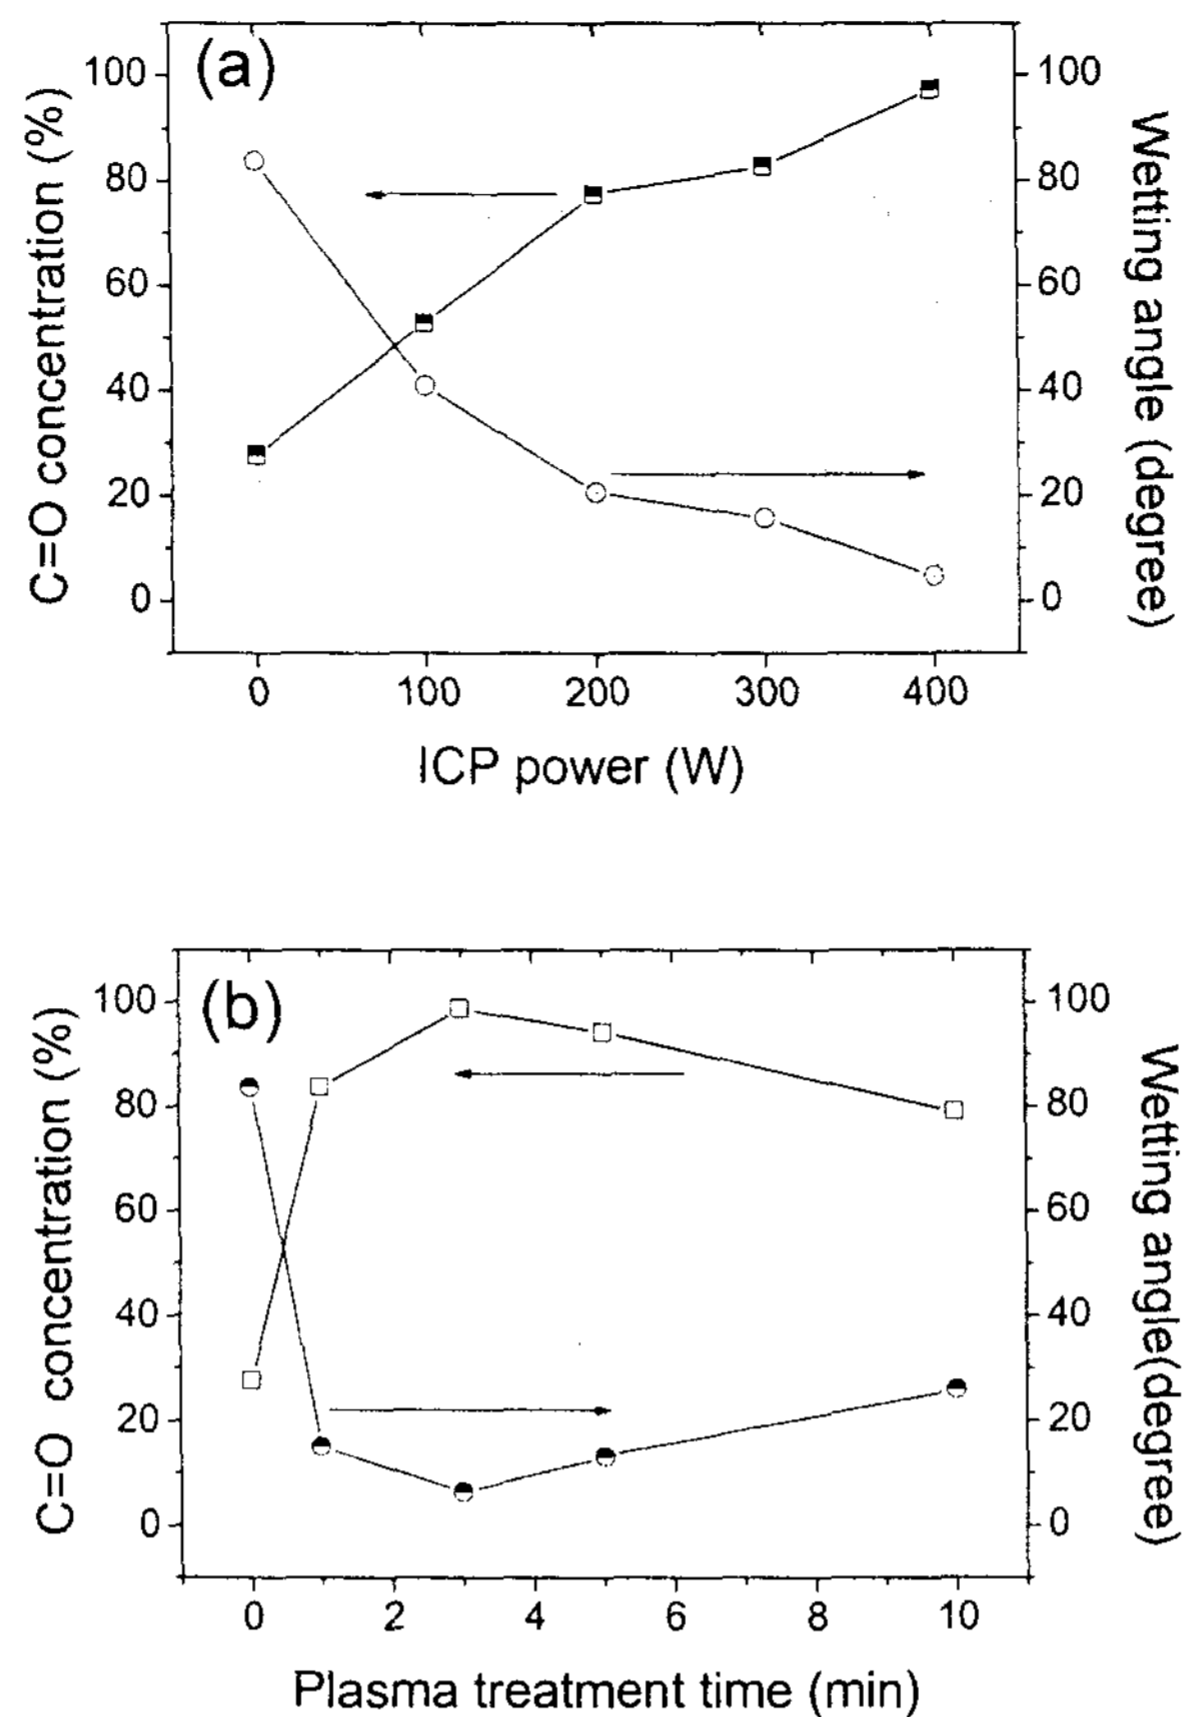 (a)
C=O concentration (%)
100
80
60
40
20
0
100
80
60
40
20
0
Wetting angle (degree)
0 100 200 300 400
ICP power (W)
(b)
C=O concentration (%)
100
80
60
40
20
0
100
80
60
40
20
0
Wetting angle(degree)
0 2 4 6 8 10
Plasma treatment time (min)